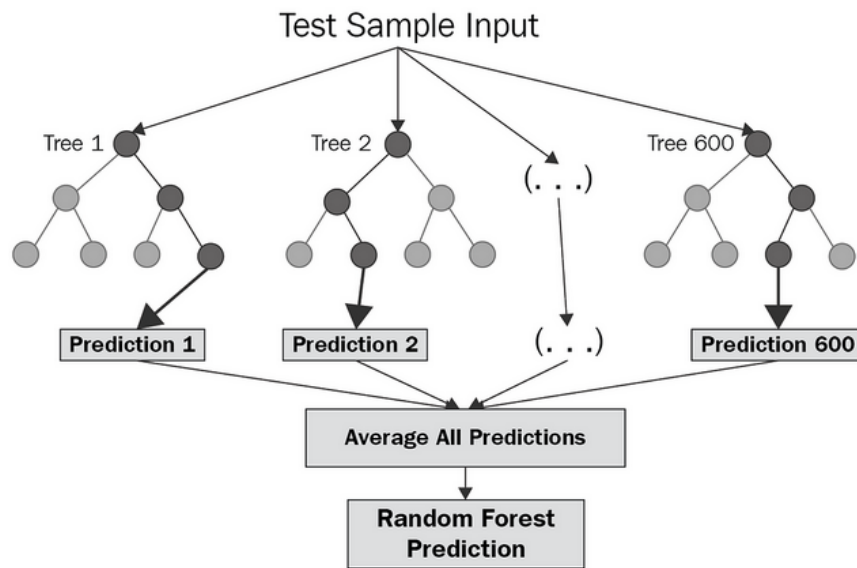 Test Sample Input
Tree 1
Tree 2
(. . .)
Tree 600
Prediction 1
Prediction 2
(. . .)
Prediction 600
Average All Predictions
Random Forest
Prediction